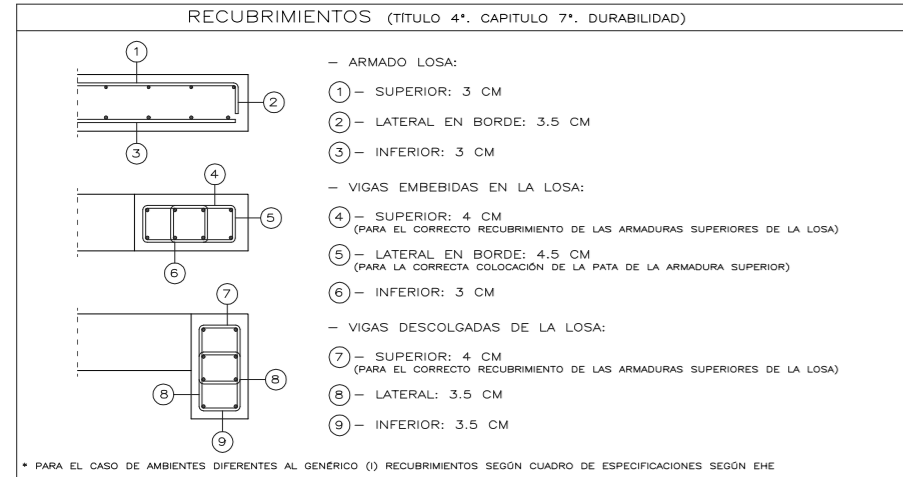 RECUBRIMIENTOS (TÍTULO 4°. CAPITULO 7°. DURABILIDAD)
1
2
3
4
5
6
7
8
8
9
– ARMADO LOSA:
1 – SUPERIOR: 3 CM
2 – LATERAL EN BORDE: 3.5 CM
3 – INFERIOR: 3 CM
– VIGAS EMBEBIDAS EN LA LOSA:
4 – SUPERIOR: 4 CM
(PARA EL CORRECTO RECUBRIMIENTO DE LAS ARMADURAS SUPERIORES DE LA LOSA)
5 – LATERAL EN BORDE: 4.5 CM
(PARA LA CORRECTA COLOCACIÓN DE LA PATA DE LA ARMADURA SUPERIOR)
6 – INFERIOR: 3 CM
– VIGAS DESCOLGADAS DE LA LOSA:
7 – SUPERIOR: 4 CM
(PARA EL CORRECTO RECUBRIMIENTO DE LAS ARMADURAS SUPERIORES DE LA LOSA)
8 – LATERAL: 3.5 CM
9 – INFERIOR: 3.5 CM
* PARA EL CASO DE AMBIENTES DIFERENTES AL GENÉRICO (I) RECUBRIMIENTOS SEGÚN CUADRO DE ESPECIFICACIONES SEGÚN EHE